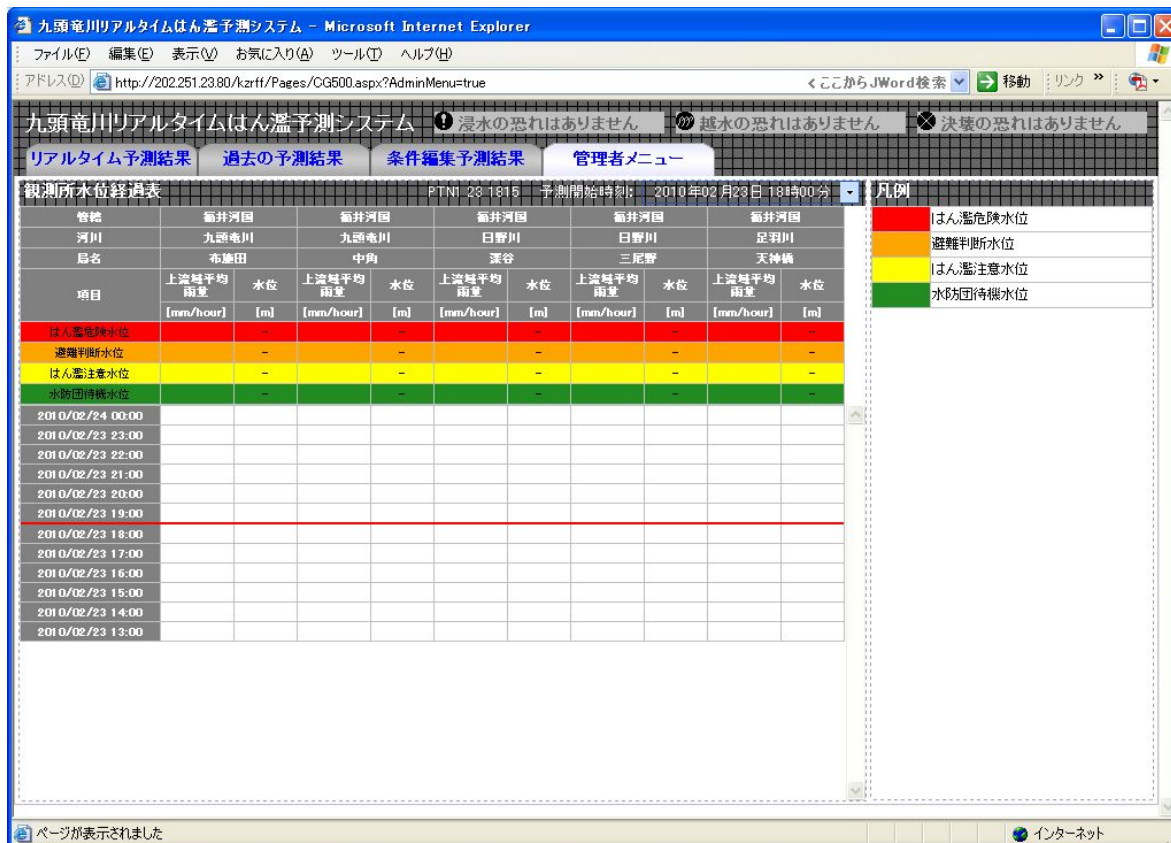 九頭竜川リアルタイムはん濫予測システム - Microsoft Internet Explorer
ファイル(F) 編集(E) 表示(V) お気に入り(A) ツール(T) ヘルプ(H)
アドレス(D) http://202.251.23.80/kzrff/Pages/CG500.aspx?AdminMenu=true くここからJWord検索 移動 リンク »
九頭竜川リアルタイムはん濫予測システム 浸水の恐れはありません 越水の恐れはありません 決壊の恐れはありません
リアルタイム予測結果 過去の予測結果 条件編集予測結果 管理者メニュー
観測所水位経過表 PTN1 23 1815 予測開始時刻: 2010年02月23日 18時00分 凡例
管轄 福井河国 福井河国 福井河国 福井河国 福井河国
河川 九頭竜川 九頭竜川 日野川 日野川 足羽川
局名 布施田 中角 深谷 三尾野 天神橋
項目 上流域平均雨量 水位 上流域平均雨量 水位 上流域平均雨量 水位 上流域平均雨量 水位 上流域平均雨量 水位
[mm/hour] [m] [mm/hour] [m] [mm/hour] [m] [mm/hour] [m] [mm/hour] [m]
はん濫危険水位 - - - - -
避難判断水位 - - - - -
はん濫注意水位 - - - - -
水防団待機水位 - - - - -
2010/02/24 00:00
2010/02/23 23:00
2010/02/23 22:00
2010/02/23 21:00
2010/02/23 20:00
2010/02/23 19:00
2010/02/23 18:00
2010/02/23 17:00
2010/02/23 16:00
2010/02/23 15:00
2010/02/23 14:00
2010/02/23 13:00
はん濫危険水位
避難判断水位
はん濫注意水位
水防団待機水位
ページが表示されました インターネット